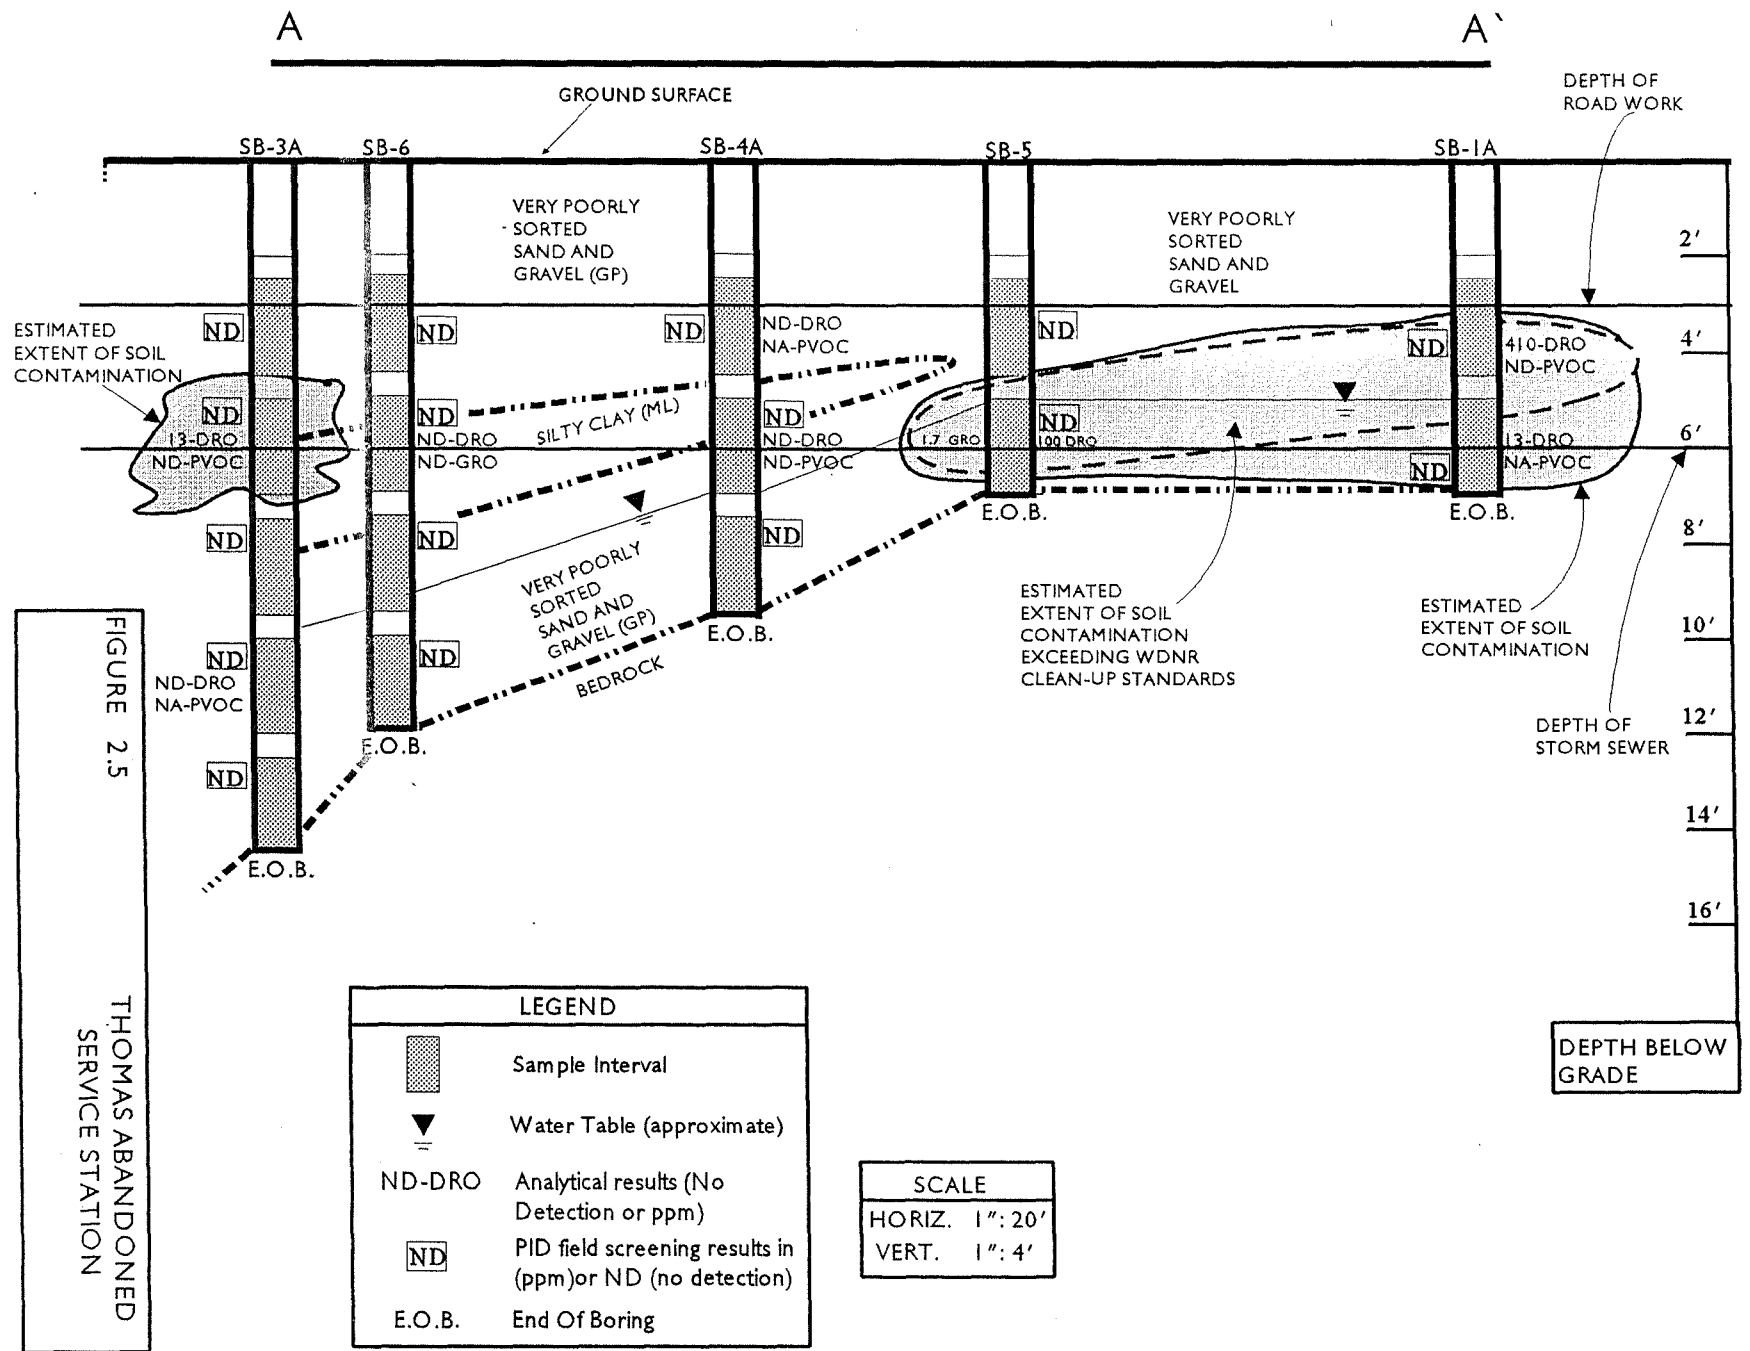 A
A`
GROUND SURFACE
DEPTH OF
ROAD WORK
SB-3A
SB-6
SB-4A
SB-5
SB-1A
VERY POORLY
SORTED
SAND AND
GRAVEL (GP)
VERY POORLY
SORTED
SAND AND
GRAVEL
2'
4'
6'
8'
10'
12'
14'
16'
ESTIMATED
EXTENT OF SOIL
CONTAMINATION
ND
ND
13-DRO
ND-PVOC
ND
ND
ND-DRO
NA-PVOC
ND
E.O.B.
ND
ND
ND-DRO
ND-GRO
ND
ND
E.O.B.
SILTY CLAY (ML)
VERY POORLY
SORTED
SAND AND
GRAVEL (GP)
BEDROCK
ND
ND-DRO
NA-PVOC
ND
ND-DRO
ND-PVOC
ND
E.O.B.
ND
ND
1.7 GRO
100 DRO
E.O.B.
ND
410-DRO
ND-PVOC
13-DRO
NA-PVOC
ND
E.O.B.
ESTIMATED
EXTENT OF SOIL
CONTAMINATION
EXCEEDING WDNR
CLEAN-UP STANDARDS
ESTIMATED
EXTENT OF SOIL
CONTAMINATION
DEPTH OF
STORM SEWER
DEPTH BELOW
GRADE
FIGURE 2.5
THOMAS ABANDONED
SERVICE STATION
LEGEND
Sample Interval
Water Table (approximate)
ND-DRO
Analytical results (No
Detection or ppm)
ND
PID field screening results in
(ppm)or ND (no detection)
E.O.B.
End Of Boring
SCALE
HORIZ. 1": 20'
VERT. 1": 4'